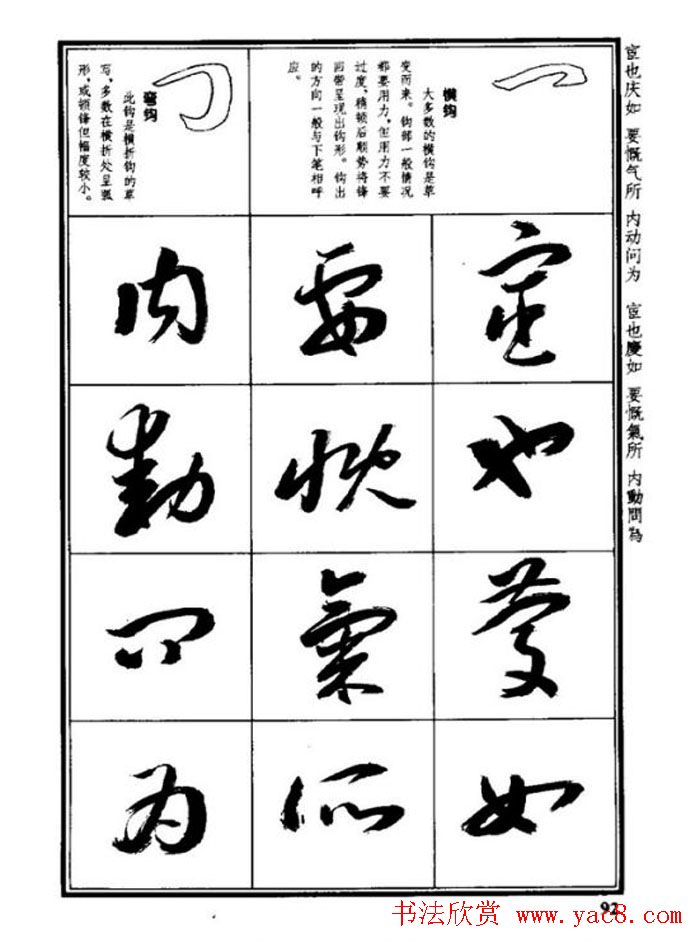 宦也庆如 要慨气所 内动问为 宦也慶如 要慨氣所 内動問為
横钩
大多数的横钩是草
变而来。钩部一般情况
都要用力，但用力不要
过度，稍顿后顺势将锋
回带呈现出钩形。钩出
的方向一般与下笔相呼
应。
弯钩
此钩是横折钩的草
写，多数在横折处呈弧
形，或顿锋但幅度较小。
宦也慶如
要慨氣所
内動问为
92
书法欣赏 www.yac8.com